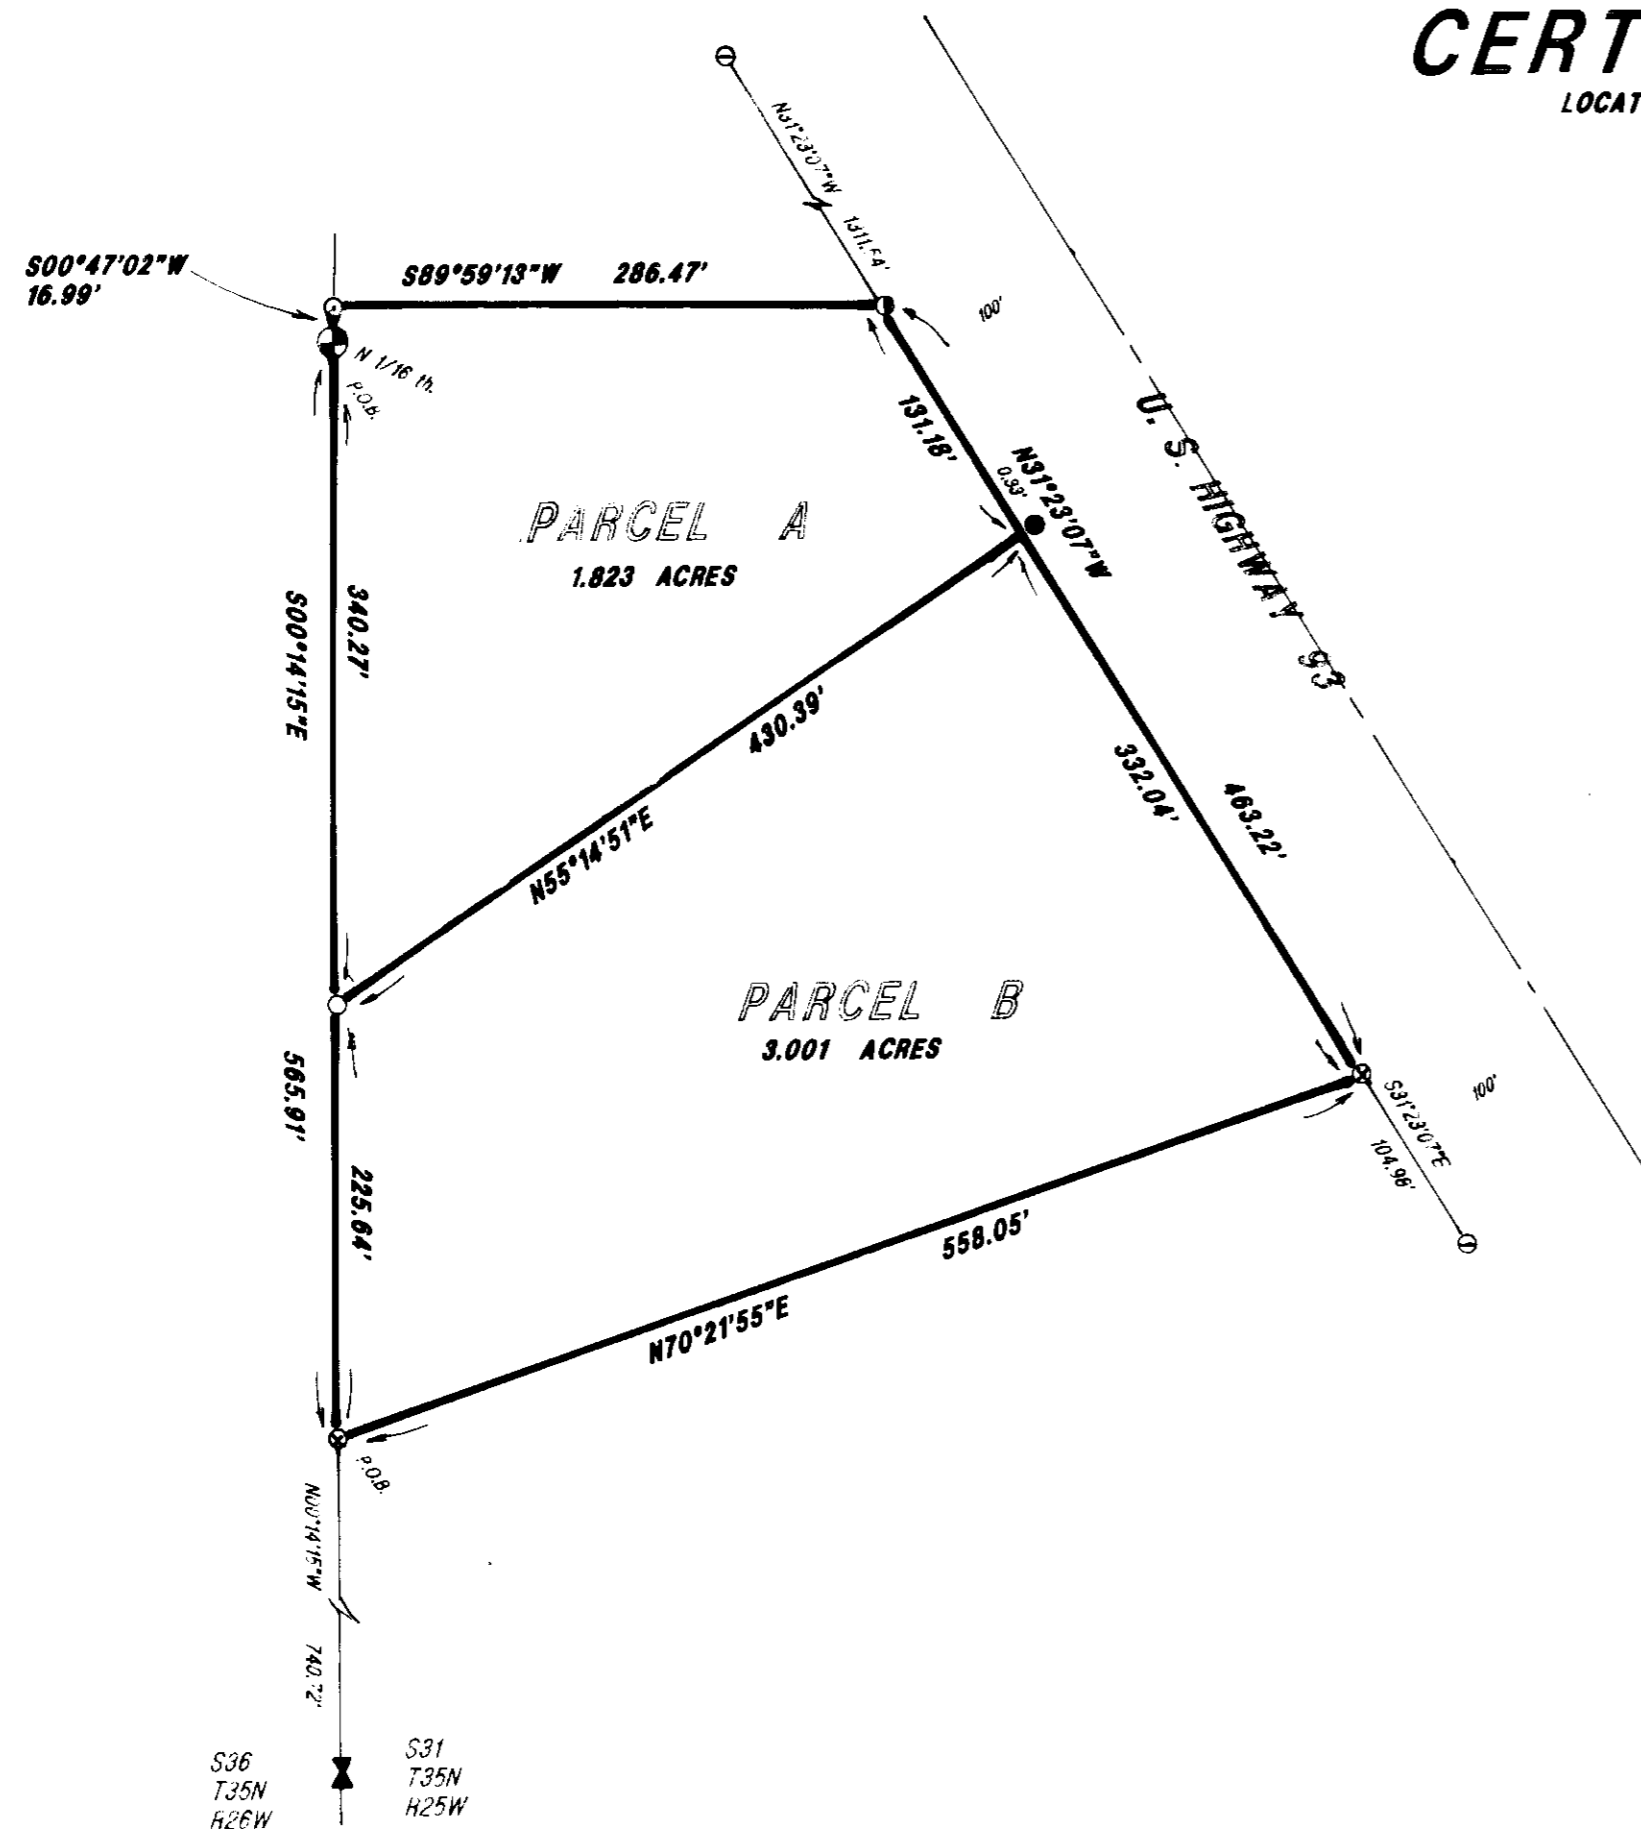 CERT
LOCAT
N31°23'07"W 1311.54'
S00°47'02"W
16.99'
S89°59'13"W 286.47'
100'
N 1/16 th.
P.O.B.
131.18'
N31°23'07"W
0.33'
U. S. HIGHWAY 93
PARCEL A
1.823 ACRES
S00°14'15"E
340.27'
430.39'
N55°14'51"E
332.04'
463.22'
PARCEL B
3.001 ACRES
565.91'
225.64'
100'
S31°23'07"E
104.96'
558.05'
N70°21'55"E
P.O.B.
N00°14'15"W
740.72'
S36
T35N
R26W
S31
T35N
R25W